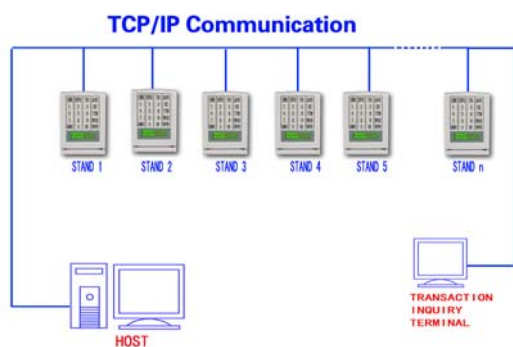 TCP/IP Communication
STAND 1
STAND 2
STAND 3
STAND 4
STAND 5
STAND n
HOST
TRANSACTION
INQUIRY
TERMINAL